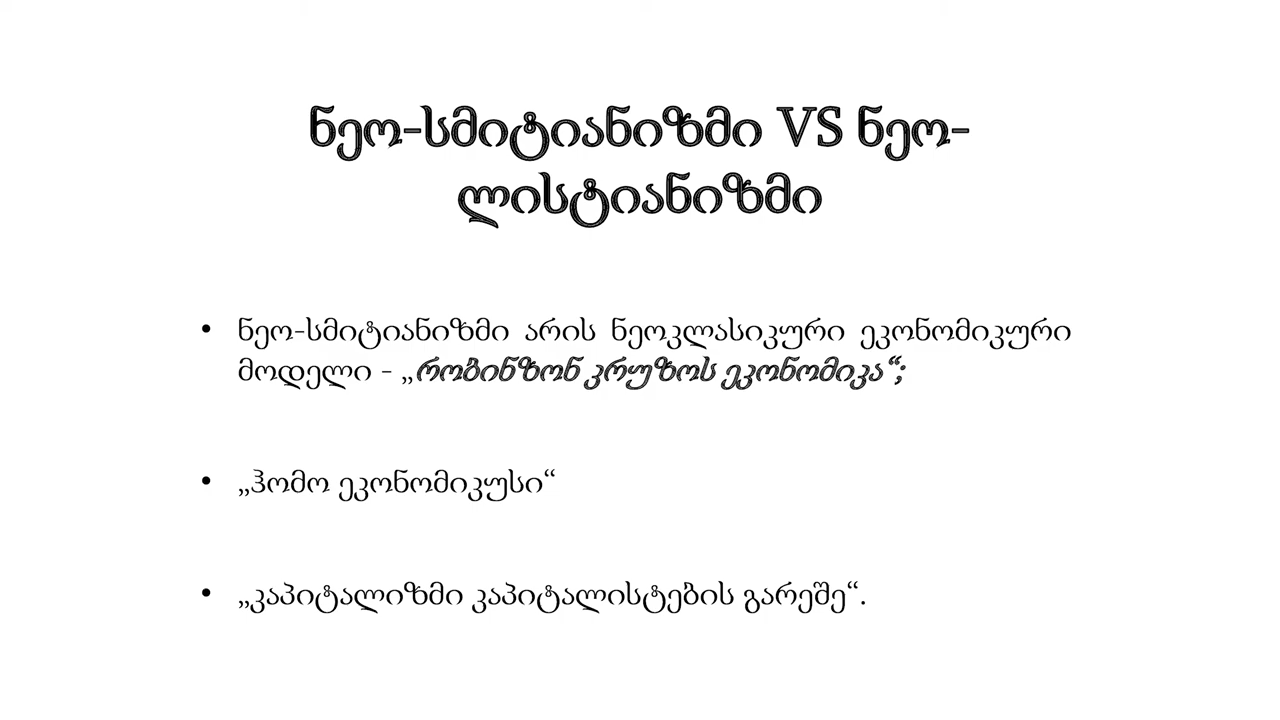 ნეო-სმიტიანიზმი VS ნეო-
ლისტიანიზმი
• ნეო-სმიტიანიზმი არის ნეოკლასიკური ეკონომიკური
მოდელი - „რობინზონ კრუზოს ეკონომიკა“;
• „ჰომო ეკონომიკუსი“
• „კაპიტალიზმი კაპიტალისტების გარეშე“.